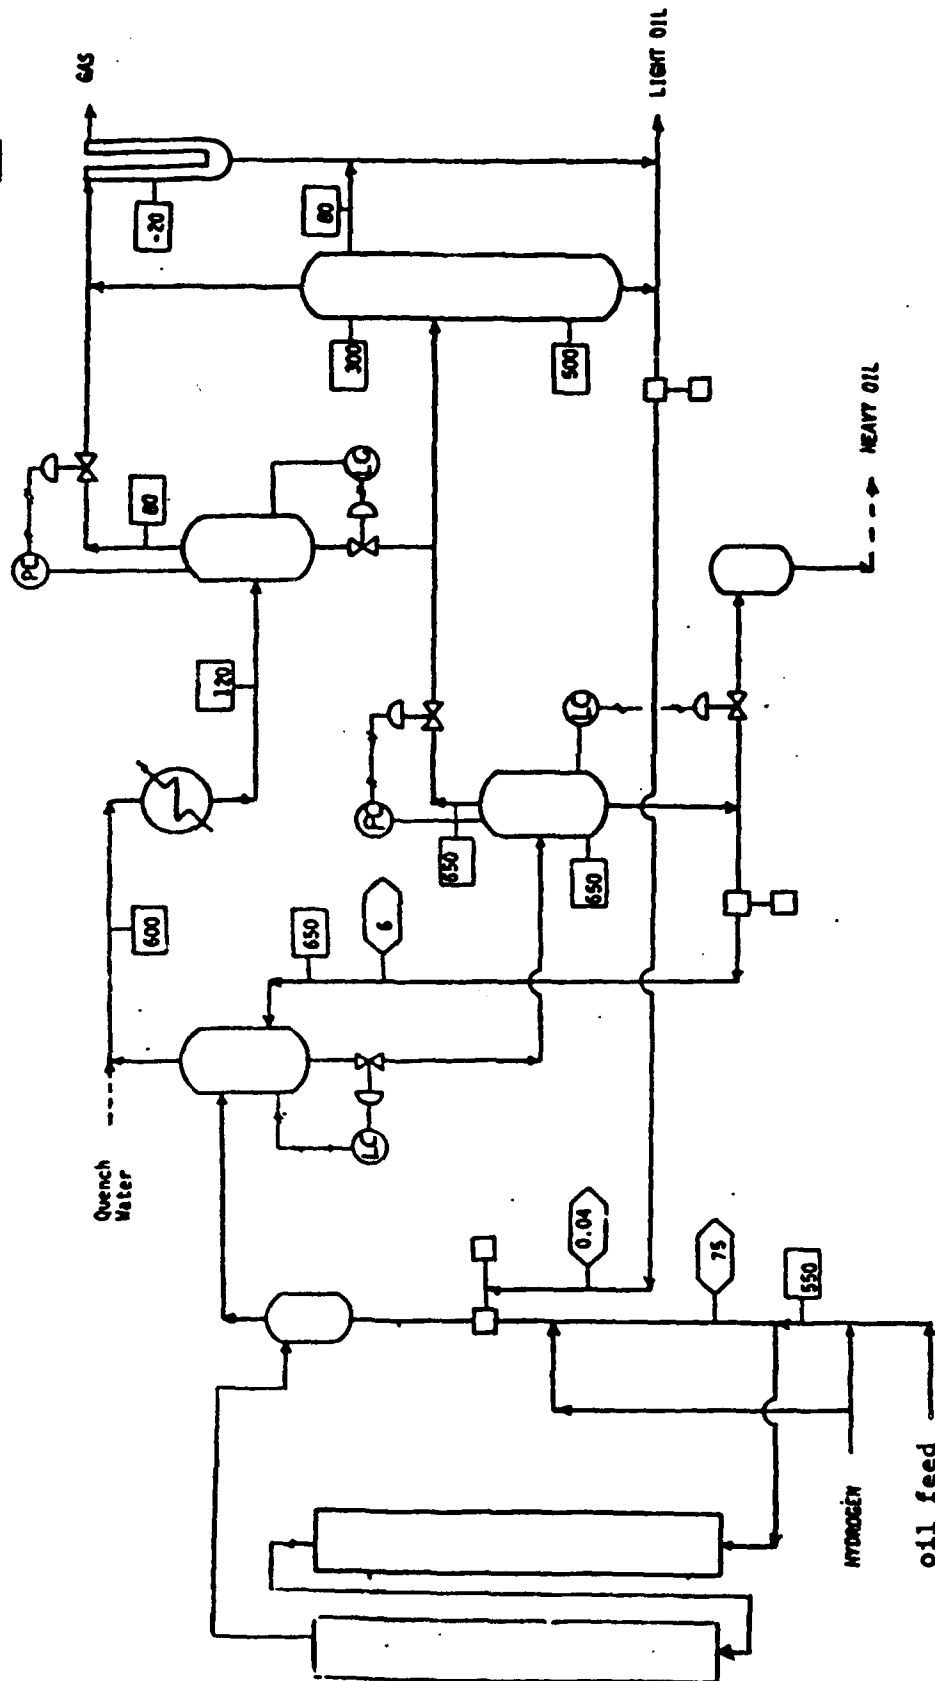 GAS
LIGHT OIL
-20
80
300
500
HEAVY OIL
PC
80
LC
120
PC
LC
650
650
600
650
6
Quench
Water
LC
0.04
75
550
HYDROGEN
oil feed